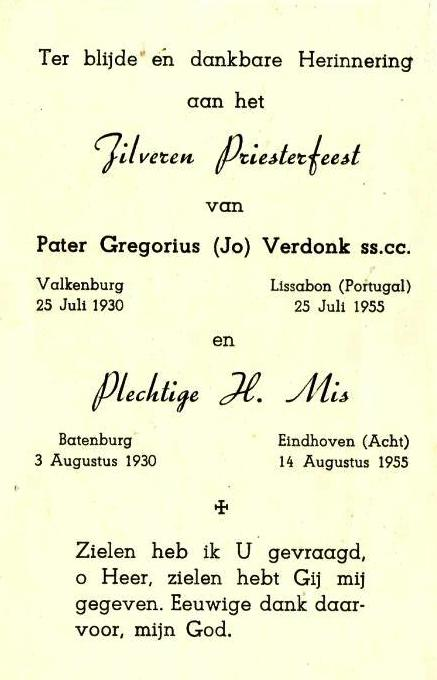 Ter blijde en dankbare Herinnering
aan het
Zilveren Priesterfeest
van
Pater Gregorius (Jo) Verdonk ss.cc.
Valkenburg Lissabon (Portugal)
25 Juli 1930 25 Juli 1955
en
Plechtige H. Mis
Batenburg Eindhoven (Acht)
3 Augustus 1930 14 Augustus 1955
✠
Zielen heb ik U gevraagd,
o Heer, zielen hebt Gij mij
gegeven. Eeuwige dank daar-
voor, mijn God.